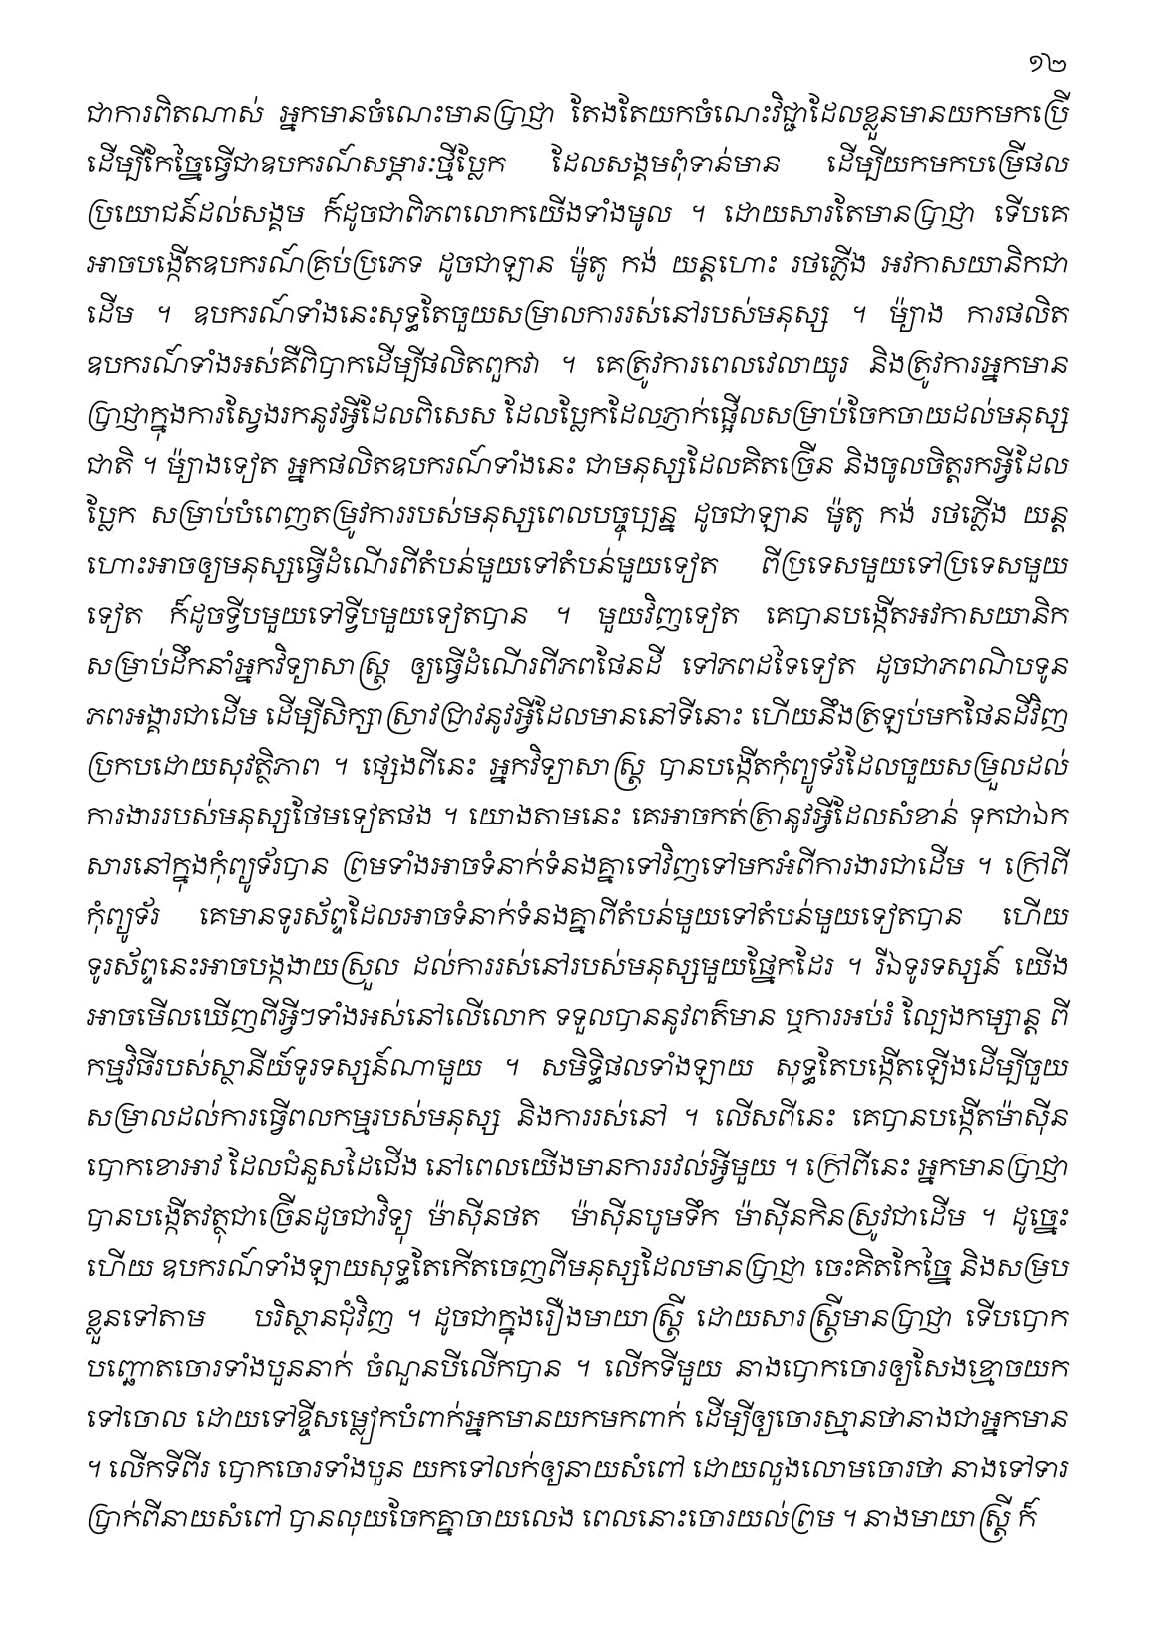 ១២
ជាការពិតណាស់ អ្នកមានចំណេះមានប្រាជ្ញា តែងតែយកចំណេះវិជ្ជាដែលខ្លួនមានយកមកប្រើ
ដើម្បីកែច្នៃធ្វើជាឧបករណ៍សម្ភារៈថ្មីប្លែក ដែលសង្គមពុំទាន់មាន ដើម្បីយកមកបម្រើផល
ប្រយោជន៍ដល់សង្គម ក៏ដូចជាពិភពលោកយើងទាំងមូល ។ ដោយសារតែមានប្រាជ្ញា ទើបគេ
អាចបង្កើតឧបករណ៍គ្រប់ប្រភេទ ដូចជាឡាន ម៉ូតូ កង់ យន្តហោះ រថភ្លើង អវកាសយានិកជា
ដើម ។ ឧបករណ៍ទាំងនេះសុទ្ធតែចួយសម្រាលការរស់នៅរបស់មនុស្ស ។ ម៉្យាង ការផលិត
ឧបករណ៍ទាំងអស់គឺពិបាកដើម្បីផលិតពួកវា ។ គេត្រូវការពេលវេលាយូរ និងត្រូវការអ្នកមាន
ប្រាជ្ញាក្នុងការស្វែងរកនូវអ្វីដែលពិសេស ដែលប្លែកដែលភ្ញាក់ផ្អើលសម្រាប់ចែកចាយដល់មនុស្ស
ជាតិ ។ ម៉្យាងទៀត អ្នកផលិតឧបករណ៍ទាំងនេះ ជាមនុស្សដែលគិតច្រើន និងចូលចិត្តរកអ្វីដែល
ប្លែក សម្រាប់បំពេញតម្រូវការរបស់មនុស្សពេលបច្ចុប្បន្ន ដូចជាឡាន ម៉ូតូ កង់ រថភ្លើង យន្ត
ហោះអាចឲ្យមនុស្សធ្វើដំណើរពីតំបន់មួយទៅតំបន់មួយទៀត ពីប្រទេសមួយទៅប្រទេសមួយ
ទៀត ក៏ដូចទ្វីបមួយទៅទ្វីបមួយទៀតបាន ។ មួយវិញទៀត គេបានបង្កើតអវកាសយានិក
សម្រាប់ដឹកនាំអ្នកវិទ្យាសាស្ត្រ ឲ្យធ្វើដំណើរពីភពផែនដី ទៅភពដទៃទៀត ដូចជាភពណិបទូន
ភពអង្គារជាដើម ដើម្បីសិក្សាស្រាវជ្រាវនូវអ្វីដែលមាននៅទីនោះ ហើយនឹងត្រឡប់មកផែនដីវិញ
ប្រកបដោយសុវត្ថិភាព ។ ផ្សេងពីនេះ អ្នកវិទ្យាសាស្ត្រ បានបង្កើតកុំព្យូទ័រដែលចួយសម្រួលដល់
ការងាររបស់មនុស្សថែមទៀតផង ។ យោងតាមនេះ គេអាចកត់ត្រានូវអ្វីដែលសំខាន់ ទុកជាឯក
សារនៅក្នុងកុំព្យូទ័របាន ព្រមទាំងអាចទំនាក់ទំនងគ្នាទៅវិញទៅមកអំពីការងារជាដើម ។ ក្រៅពី
កុំព្យូទ័រ គេមានទូរស័ព្ទដែលអាចទំនាក់ទំនងគ្នាពីតំបន់មួយទៅតំបន់មួយទៀតបាន ហើយ
ទូរស័ព្ទនេះអាចបង្កងាយស្រួល ដល់ការរស់នៅរបស់មនុស្សមួយផ្នែកដែរ ។ រីឯទូរទស្សន៍ យើង
អាចមើលឃើញពីអ្វីៗទាំងអស់នៅលើលោក ទទួលបាននូវពត៌មាន ឬការអប់រំ ល្បែងកម្សាន្ត ពី
កម្មវិធីរបស់ស្ថានីយ៍ទូរទស្សន៍ណាមួយ ។ សមិទ្ធិផលទាំងឡាយ សុទ្ធតែបង្កើតឡើងដើម្បីចួយ
សម្រាលដល់ការធ្វើពលកម្មរបស់មនុស្ស និងការរស់នៅ ។ លើសពីនេះ គេបានបង្កើតម៉ាស៊ីន
បោកខោអាវ ដែលជំនួសដៃជើង នៅពេលយើងមានការរវល់អ្វីមួយ ។ ក្រៅពីនេះ អ្នកមានប្រាជ្ញា
បានបង្កើតវត្ថុជាច្រើនដូចជាវិទ្យុ ម៉ាស៊ីនថត ម៉ាស៊ីនបូមទឹក ម៉ាស៊ីនកិនស្រូវជាដើម ។ ដូច្នេះ
ហើយ ឧបករណ៍ទាំងឡាយសុទ្ធតែកើតចេញពីមនុស្សដែលមានប្រាជ្ញា ចេះគិតកែច្នៃ និងសម្រប
ខ្លួនទៅតាម បរិស្ថានជុំវិញ ។ ដូចជាក្នុងរឿងមាយាស្ត្រី ដោយសារស្ត្រីមានប្រាជ្ញា ទើបបោក
បញ្ឆោតចោរទាំងបួននាក់ ចំណួនបីលើកបាន ។ លើកទីមួយ នាងបោកចោរឲ្យសែងខ្មោចយក
ទៅចោល ដោយទៅខ្ចីសម្លៀកបំពាក់អ្នកមានយកមកពាក់ ដើម្បីឲ្យចោរស្មានថានាងជាអ្នកមាន
។ លើកទីពីរ បោកចោរទាំងបួន យកទៅលក់ឲ្យនាយសំពៅ ដោយលួងលោមចោរថា នាងទៅទារ
ប្រាក់ពីនាយសំពៅ បានលុយចែកគ្នាចាយលេង ពេលនោះចោរយល់ព្រម ។ នាងមាយាស្ត្រី ក៏